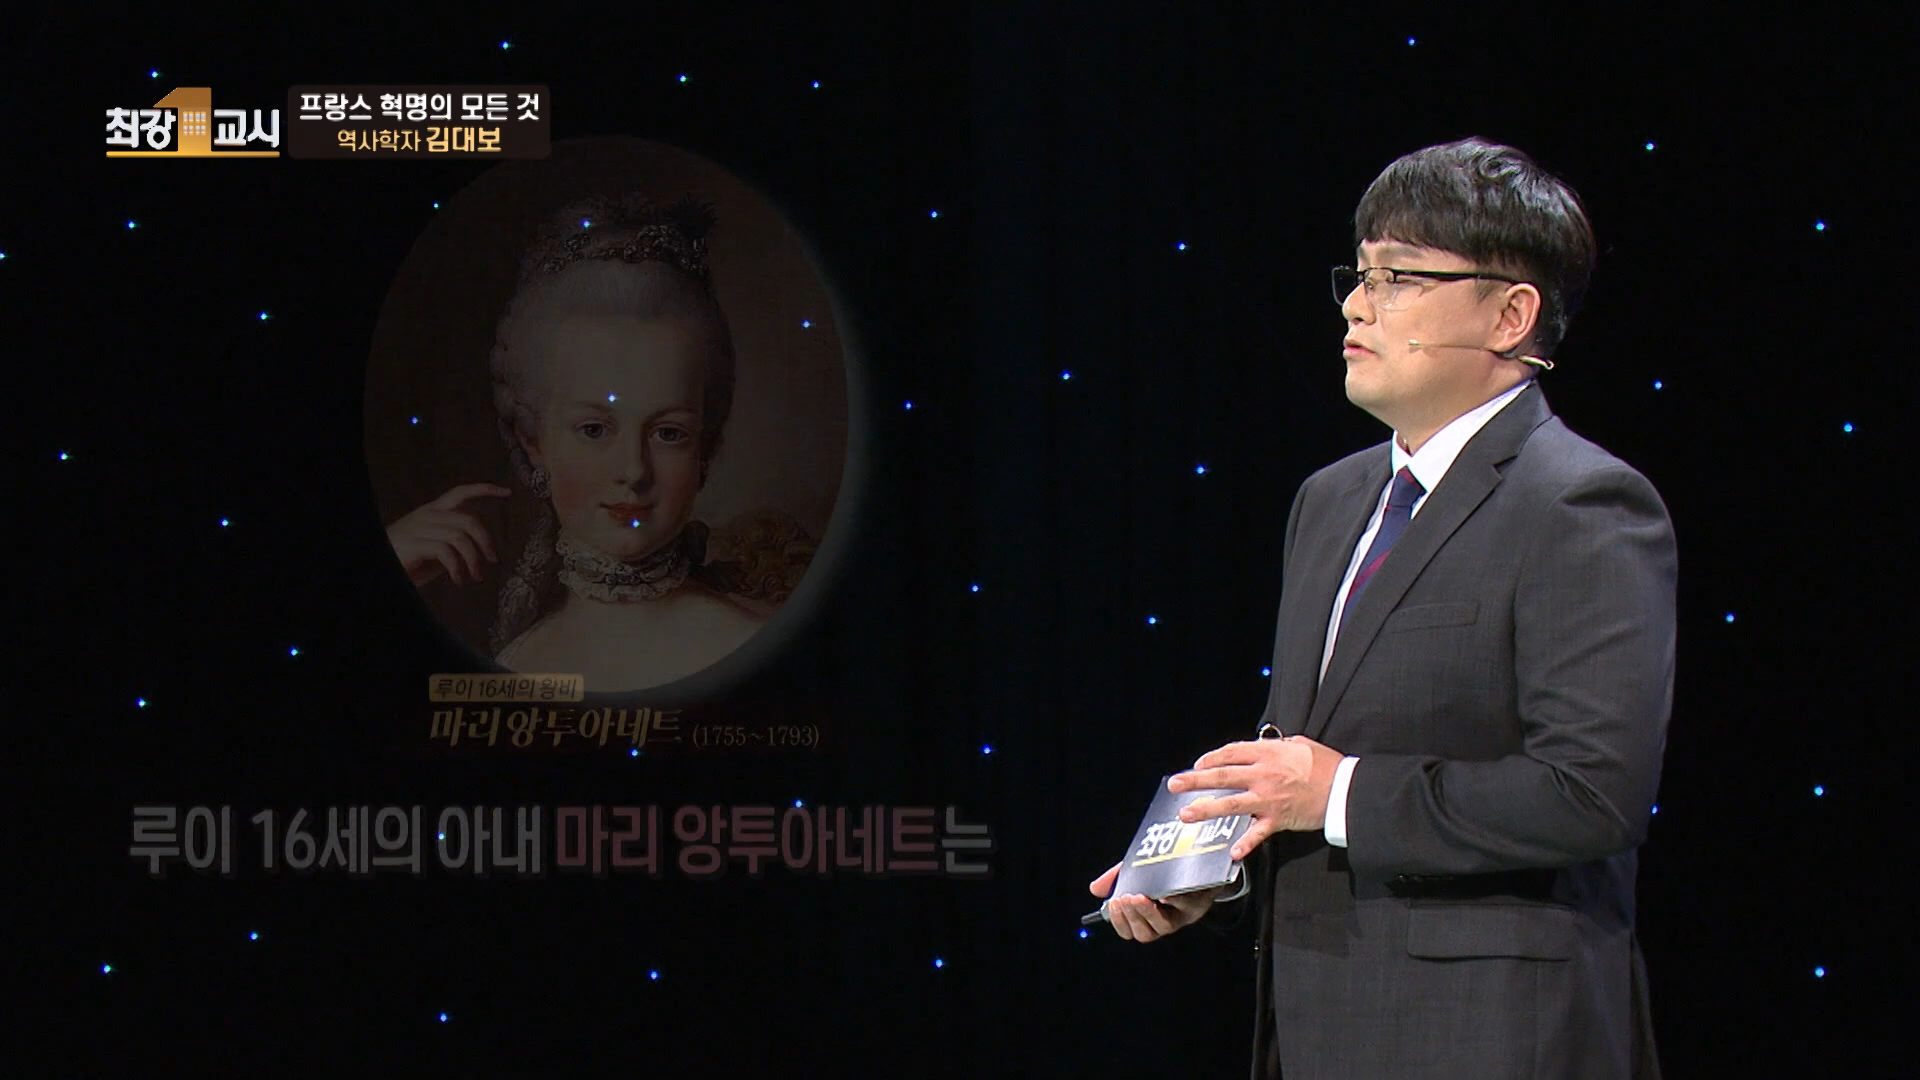 최강1교시
프랑스 혁명의 모든 것
역사학자 김대보
루이 16세의 왕비
마리 앙투아네트 (1755~1793)
루이 16세의 아내 마리 앙투아네트는
최강1교시